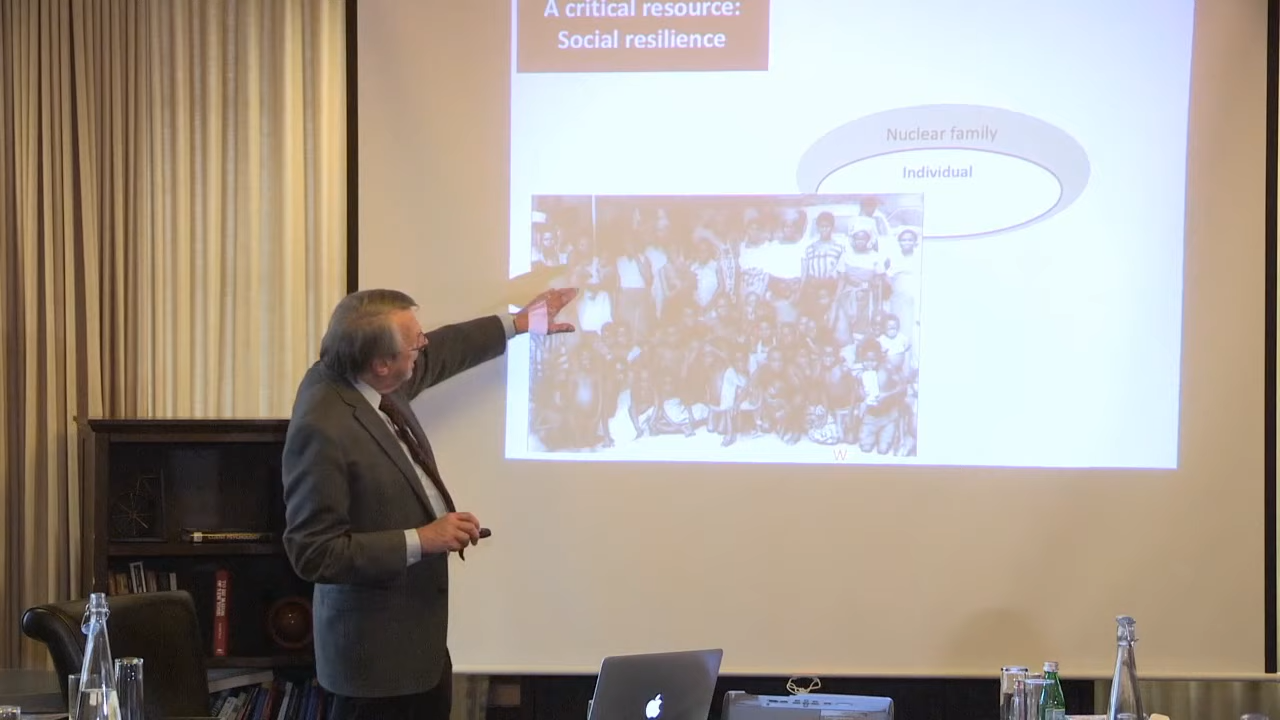 A critical resource:
Social resilience
Nuclear family
Individual
W